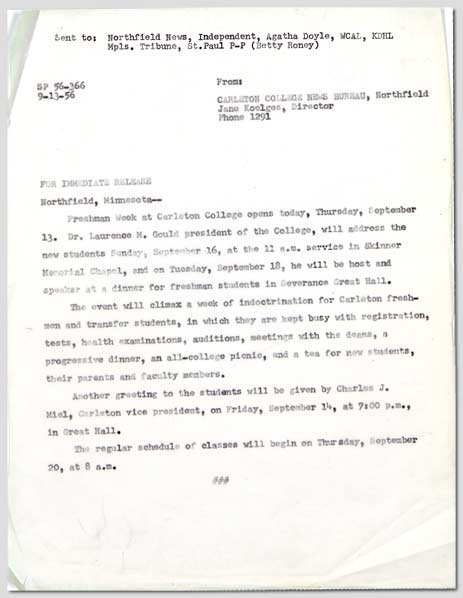 Sent to: Northfield News, Independent, Agatha Doyle, WCAL, KDHL
Mpls. Tribune, St.Paul P-P (Betty Roney)
SP 56-366
9-13-56
From:
CARLETON COLLEGE NEWS BUREAU, Northfield
Jane Koelges, Director
Phone 1291
FOR IMMEDIATE RELEASE
Northfield, Minnesota--
Freshman Week at Carleton College opens today, Thursday, September
13. Dr. Laurence M. Gould president of the College, will address the
new students Sunday, September 16, at the 11 a.m. service in Skinner
Memorial Chapel, and on Tuesday, September 18, he will be host and
speaker at a dinner for freshman students in Severance Great Hall.
The event will climax a week of indoctrination for Carleton fresh-
men and transfer students, in which they are kept busy with registration,
tests, health examinations, auditions, meetings with the deans, a
progressive dinner, an all-college picnic, and a tea for new students,
their parents and faculty members.
Another greeting to the students will be given by Charles J.
Miel, Carleton vice president, on Friday, September 14, at 7:00 p.m.,
in Great Hall.
The regular schedule of classes will begin on Thursday, September
20, at 8 a.m.
###